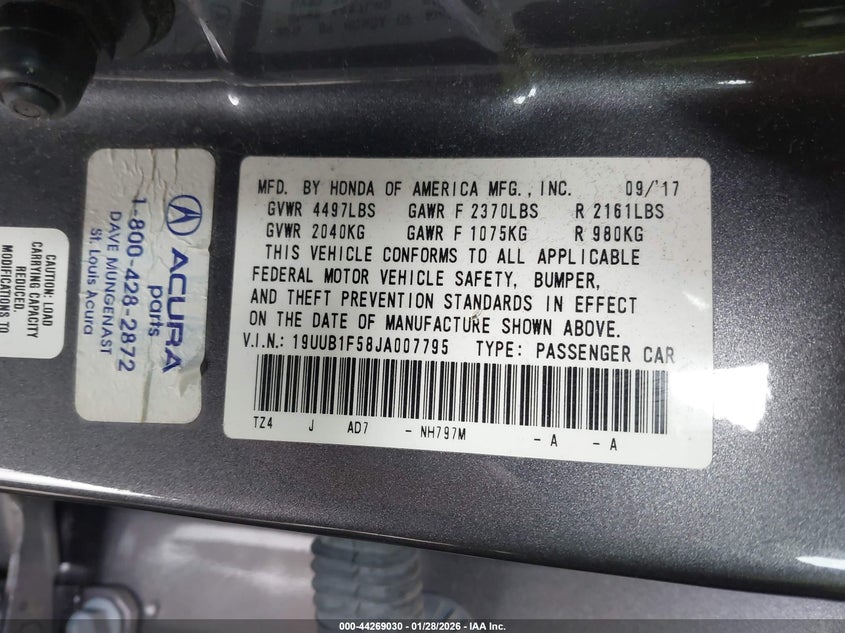 CAUTION: LOAD
CARRYING CAPACITY
REDUCED.
MODIFICATIONS TO
ACURA
parts
1-800-428-2872
DAVE MUNGENAST
St. Louis Acura
MFD. BY HONDA OF AMERICA MFG., INC. 09/'17
GVWR 4497LBS GAWR F 2370LBS R 2161LBS
GVWR 2040KG GAWR F 1075KG R 980KG
THIS VEHICLE CONFORMS TO ALL APPLICABLE
FEDERAL MOTOR VEHICLE SAFETY, BUMPER,
AND THEFT PREVENTION STANDARDS IN EFFECT
ON THE DATE OF MANUFACTURE SHOWN ABOVE.
V.I.N.: 19UUB1F58JA007795 TYPE: PASSENGER CAR
TZ4 J AD7 - NH797M - A - A
000-44269030 - 01/28/2026 - IAA Inc.